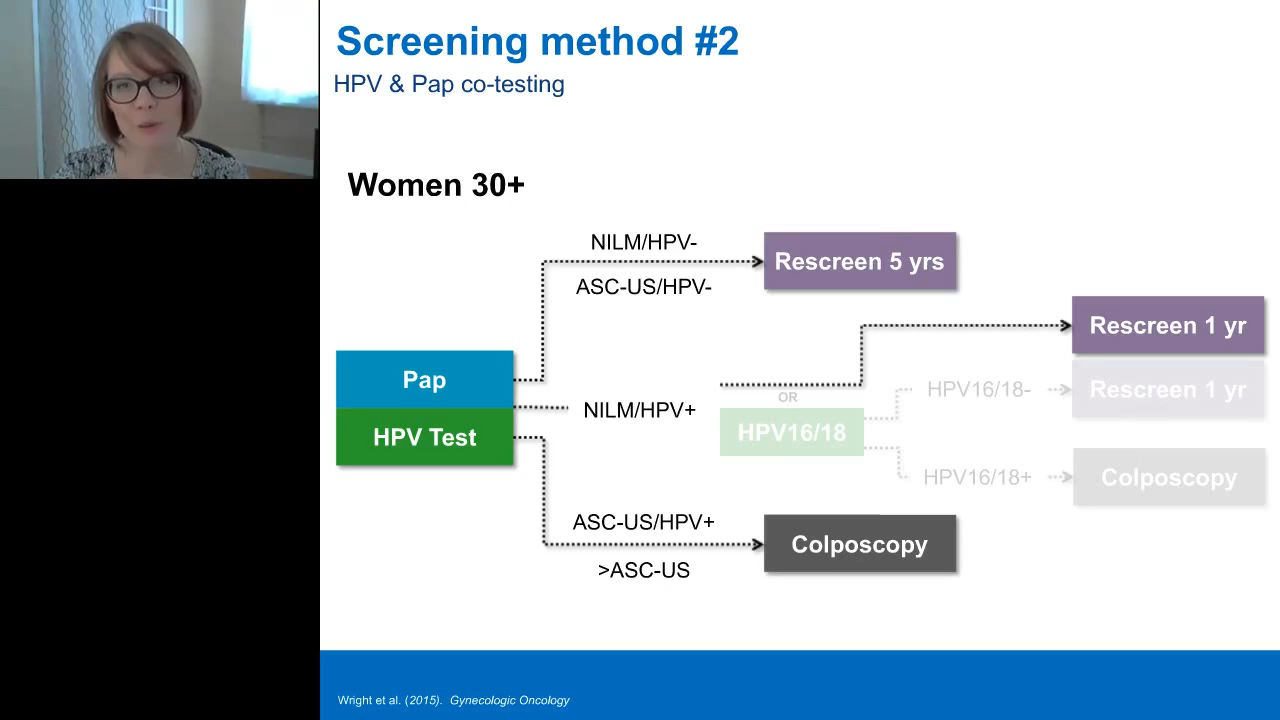 Screening method #2
HPV & Pap co-testing
Women 30+
NILM/HPV-
ASC-US/HPV-
Rescreen 5 yrs
Rescreen 1 yr
Pap
HPV Test
NILM/HPV+
OR
HPV16/18
HPV16/18-
Rescreen 1 yr
HPV16/18+
Colposcopy
ASC-US/HPV+
>ASC-US
Colposcopy
Wright et al. (2015). Gynecologic Oncology